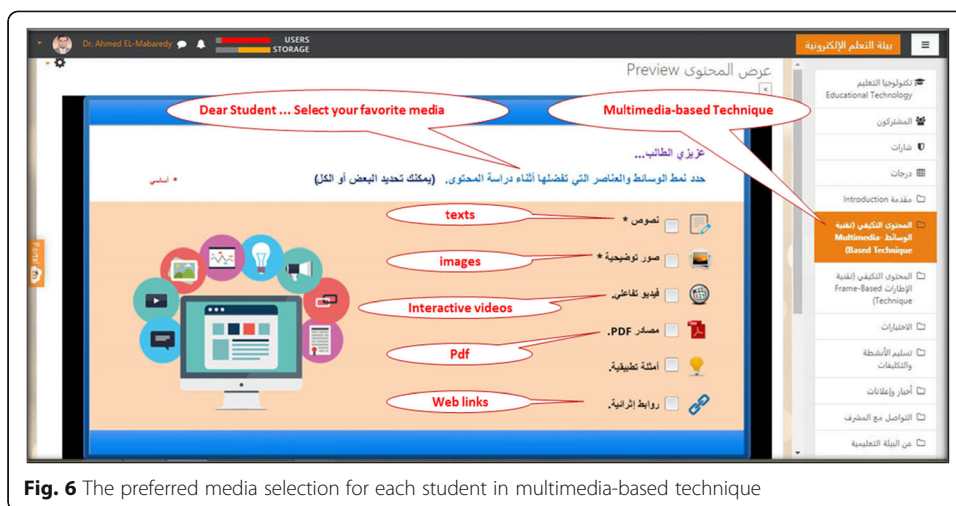 Dr. Ahmed EL-Mabaredy
USERS
STORAGE
بيئة التعلم الإلكترونية
عرض المحتوى Preview
Dear Student ... Select your favorite media
Multimedia-based Technique
عزيزي الطالب...
حدد نمط الوسائط والعناصر التي تفضلها أثناء دراسة المحتوى. (يمكنك تحديد البعض أو الكل)
* أساسي
texts
نصوص *
images
صور توضيحية *
Interactive videos
فيديو تفاعلي.
Pdf
مصادر PDF.
أمثلة تطبيقية.
Web links
روابط إثرائية.
Portal
تكنولوجيا التعليم
Educational Technology
المشتركون
شارات
درجات
مقدمة Introduction
المحتوى التكيفي (تقنية
الوسائط Multimedia-
Based Technique)
المحتوى التكيفي (تقنية
الإطارات Frame-Based
Technique)
الاختبارات
تسليم الأنشطة
والتكليفات
أخبار وإعلانات
التواصل مع المشرف
عن البيئة التعليمية
Fig. 6 The preferred media selection for each student in multimedia-based technique